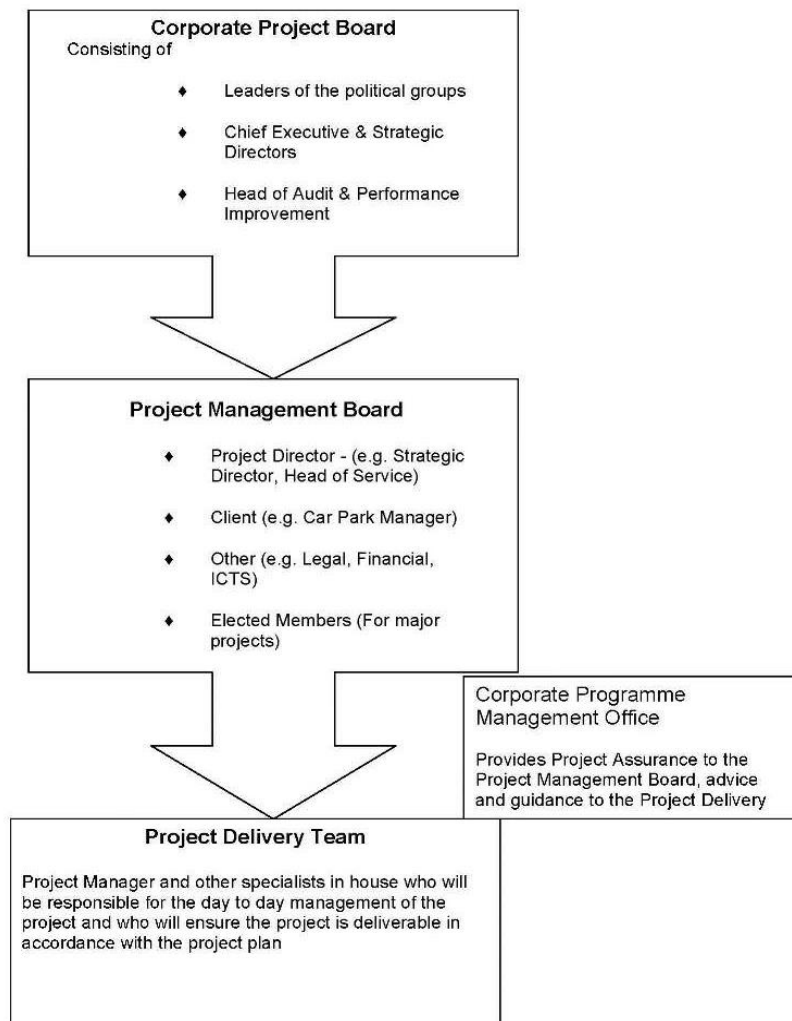 Corporate Project Board
Consisting of
♦ Leaders of the political groups
♦ Chief Executive & Strategic
Directors
♦ Head of Audit & Performance
Improvement
Project Management Board
♦ Project Director - (e.g. Strategic
Director, Head of Service)
♦ Client (e.g. Car Park Manager)
♦ Other (e.g. Legal, Financial,
ICTS)
♦ Elected Members (For major
projects)
Corporate Programme
Management Office
Provides Project Assurance to the
Project Management Board, advice
and guidance to the Project Delivery
Project Delivery Team
Project Manager and other specialists in house who will
be responsible for the day to day management of the
project and who will ensure the project is deliverable in
accordance with the project plan